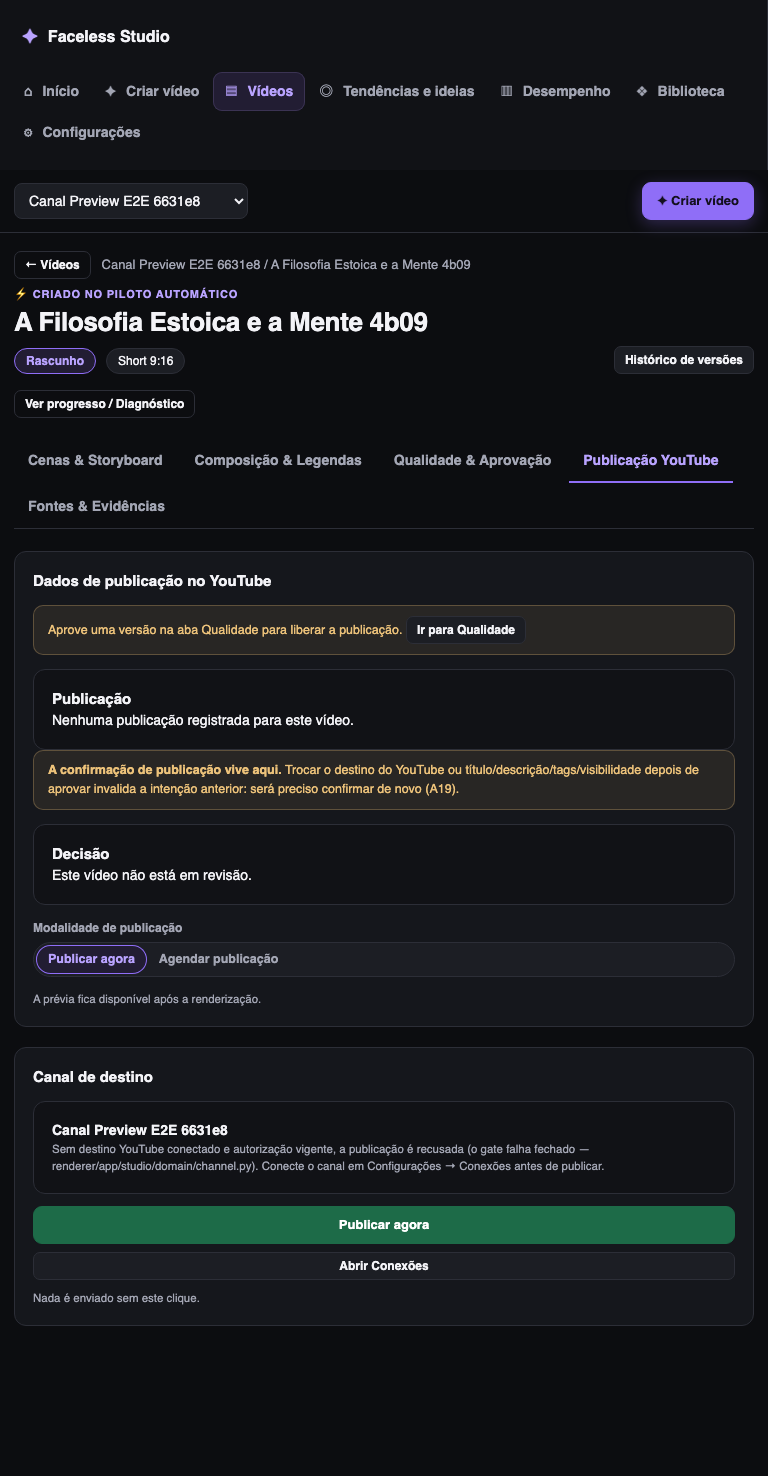 Faceless Studio
Início
Criar vídeo
Vídeos
Tendências e ideias
Desempenho
Biblioteca
Configurações
Canal Preview E2E 6631e8
✦ Criar vídeo
← Vídeos
Canal Preview E2E 6631e8 / A Filosofia Estoica e a Mente 4b09
⚡ CRIADO NO PILOTO AUTOMÁTICO
A Filosofia Estoica e a Mente 4b09
Rascunho
Short 9:16
Histórico de versões
Ver progresso / Diagnóstico
Cenas & Storyboard
Composição & Legendas
Qualidade & Aprovação
Publicação YouTube
Fontes & Evidências
Dados de publicação no YouTube
Aprove uma versão na aba Qualidade para liberar a publicação.
Ir para Qualidade
Publicação
Nenhuma publicação registrada para este vídeo.
A confirmação de publicação vive aqui. Trocar o destino do YouTube ou título/descrição/tags/visibilidade depois de
aprovar invalida a intenção anterior: será preciso confirmar de novo (A19).
Decisão
Este vídeo não está em revisão.
Modalidade de publicação
Publicar agora
Agendar publicação
A prévia fica disponível após a renderização.
Canal de destino
Canal Preview E2E 6631e8
Sem destino YouTube conectado e autorização vigente, a publicação é recusada (o gate falha fechado —
renderer/app/studio/domain/channel.py). Conecte o canal em Configurações → Conexões antes de publicar.
Publicar agora
Abrir Conexões
Nada é enviado sem este clique.